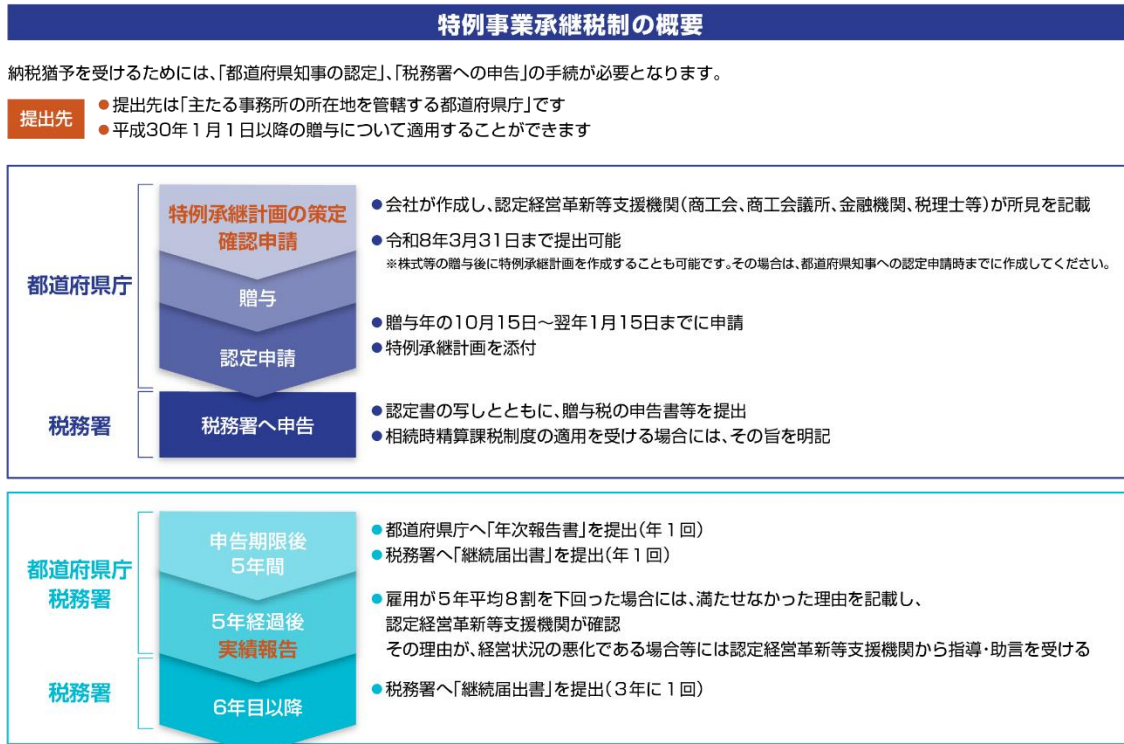 特例事業承継税制の概要
納税猶予を受けるためには、「都道府県知事の認定」、「税務署への申告」の手続が必要となります。
提出先
●提出先は「主たる事務所の所在地を管轄する都道府県庁」です
●平成30年1月1日以降の贈与について適用することができます
都道府県庁
特例承継計画の策定
確認申請
●会社が作成し、認定経営革新等支援機関(商工会、商工会議所、金融機関、税理士等)が所見を記載
●令和8年3月31日まで提出可能
※株式等の贈与後に特例承継計画を作成することも可能です。その場合は、都道府県知事への認定申請時までに作成してください。
贈与
認定申請
●贈与年の10月15日～翌年1月15日までに申請
●特例承継計画を添付
税務署
税務署へ申告
●認定書の写しとともに、贈与税の申告書等を提出
●相続時精算課税制度の適用を受ける場合には、その旨を明記
都道府県庁
税務署
申告期限後
5年間
●都道府県庁へ「年次報告書」を提出(年1回)
●税務署へ「継続届出書」を提出(年1回)
5年経過後
実績報告
●雇用が5年平均8割を下回った場合には、満たせなかった理由を記載し、
認定経営革新等支援機関が確認
その理由が、経営状況の悪化である場合等には認定経営革新等支援機関から指導・助言を受ける
税務署
6年目以降
●税務署へ「継続届出書」を提出(3年に1回)